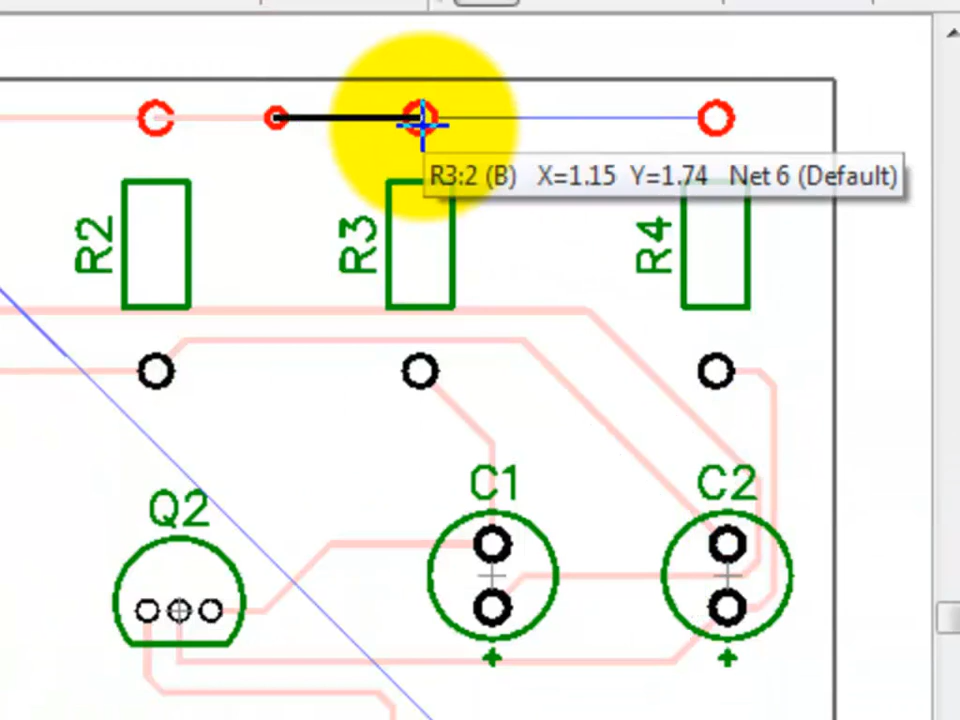 R3:2 (B) X=1.15 Y=1.74 Net 6 (Default)
R2
R3
R4
C1
C2
Q2
+
+